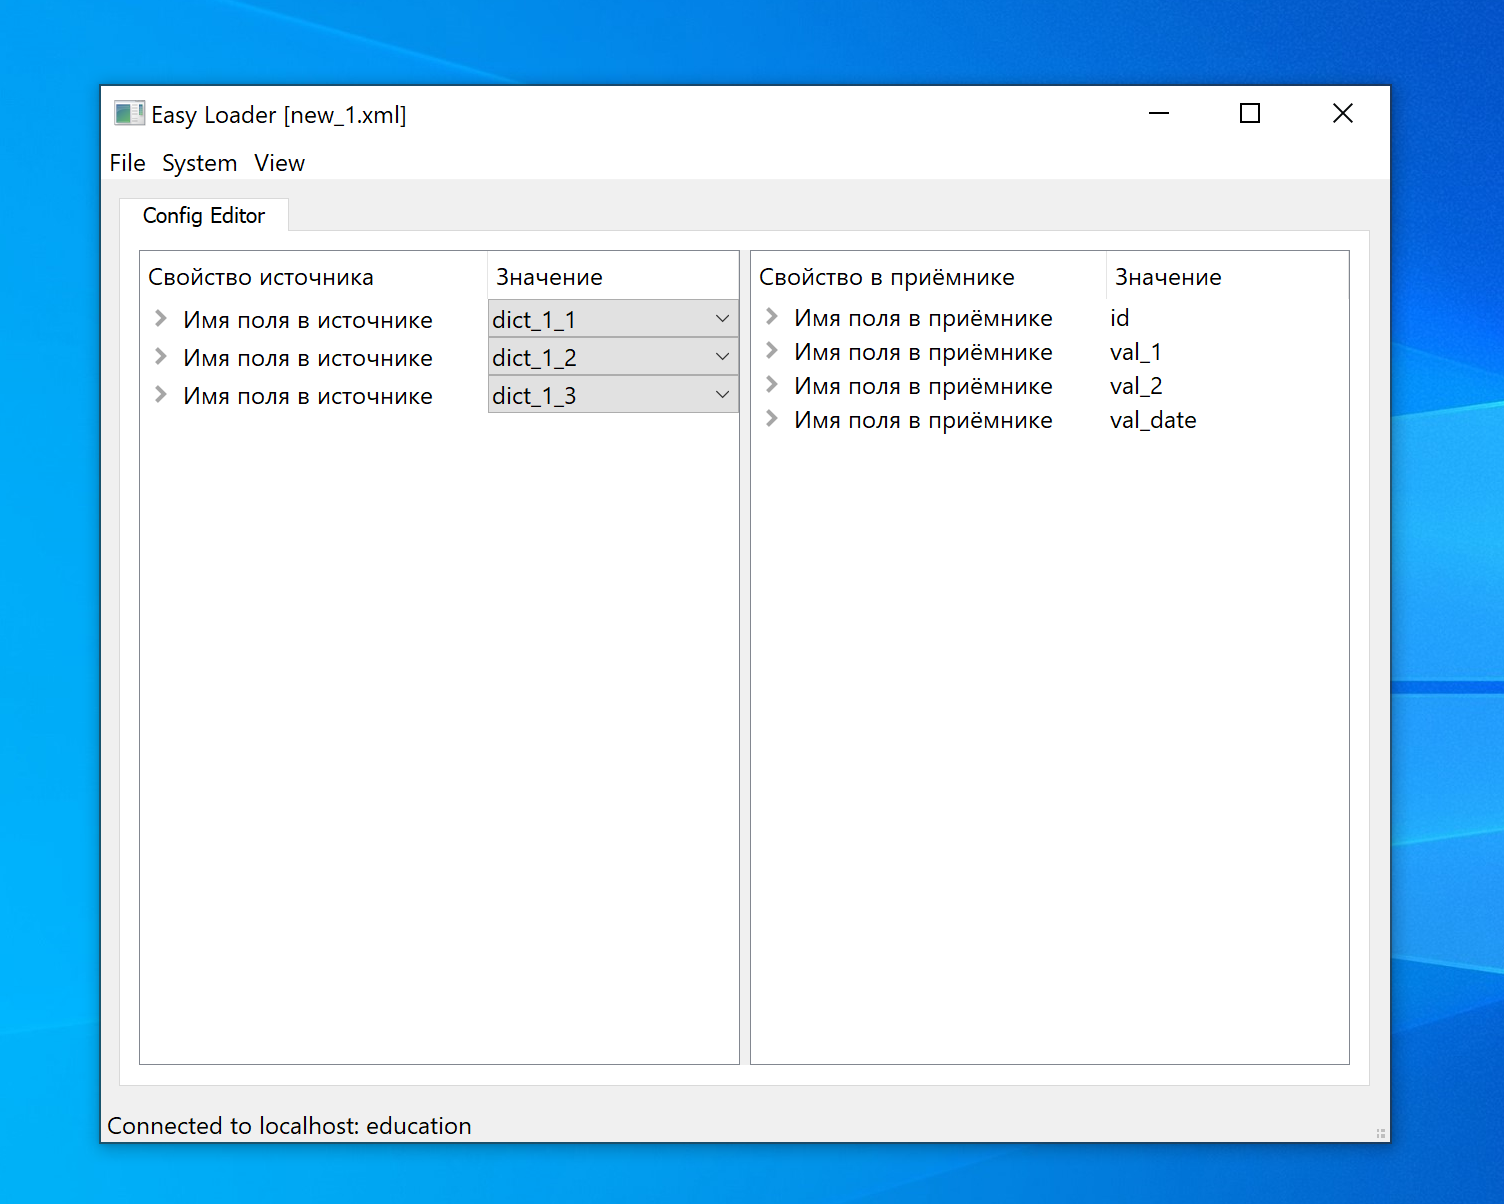 Easy Loader [new_1.xml]
File System View
Config Editor
Свойство источника Значение
Имя поля в источнике dict_1_1
Имя поля в источнике dict_1_2
Имя поля в источнике dict_1_3
Свойство в приёмнике Значение
Имя поля в приёмнике id
Имя поля в приёмнике val_1
Имя поля в приёмнике val_2
Имя поля в приёмнике val_date
Connected to localhost: education